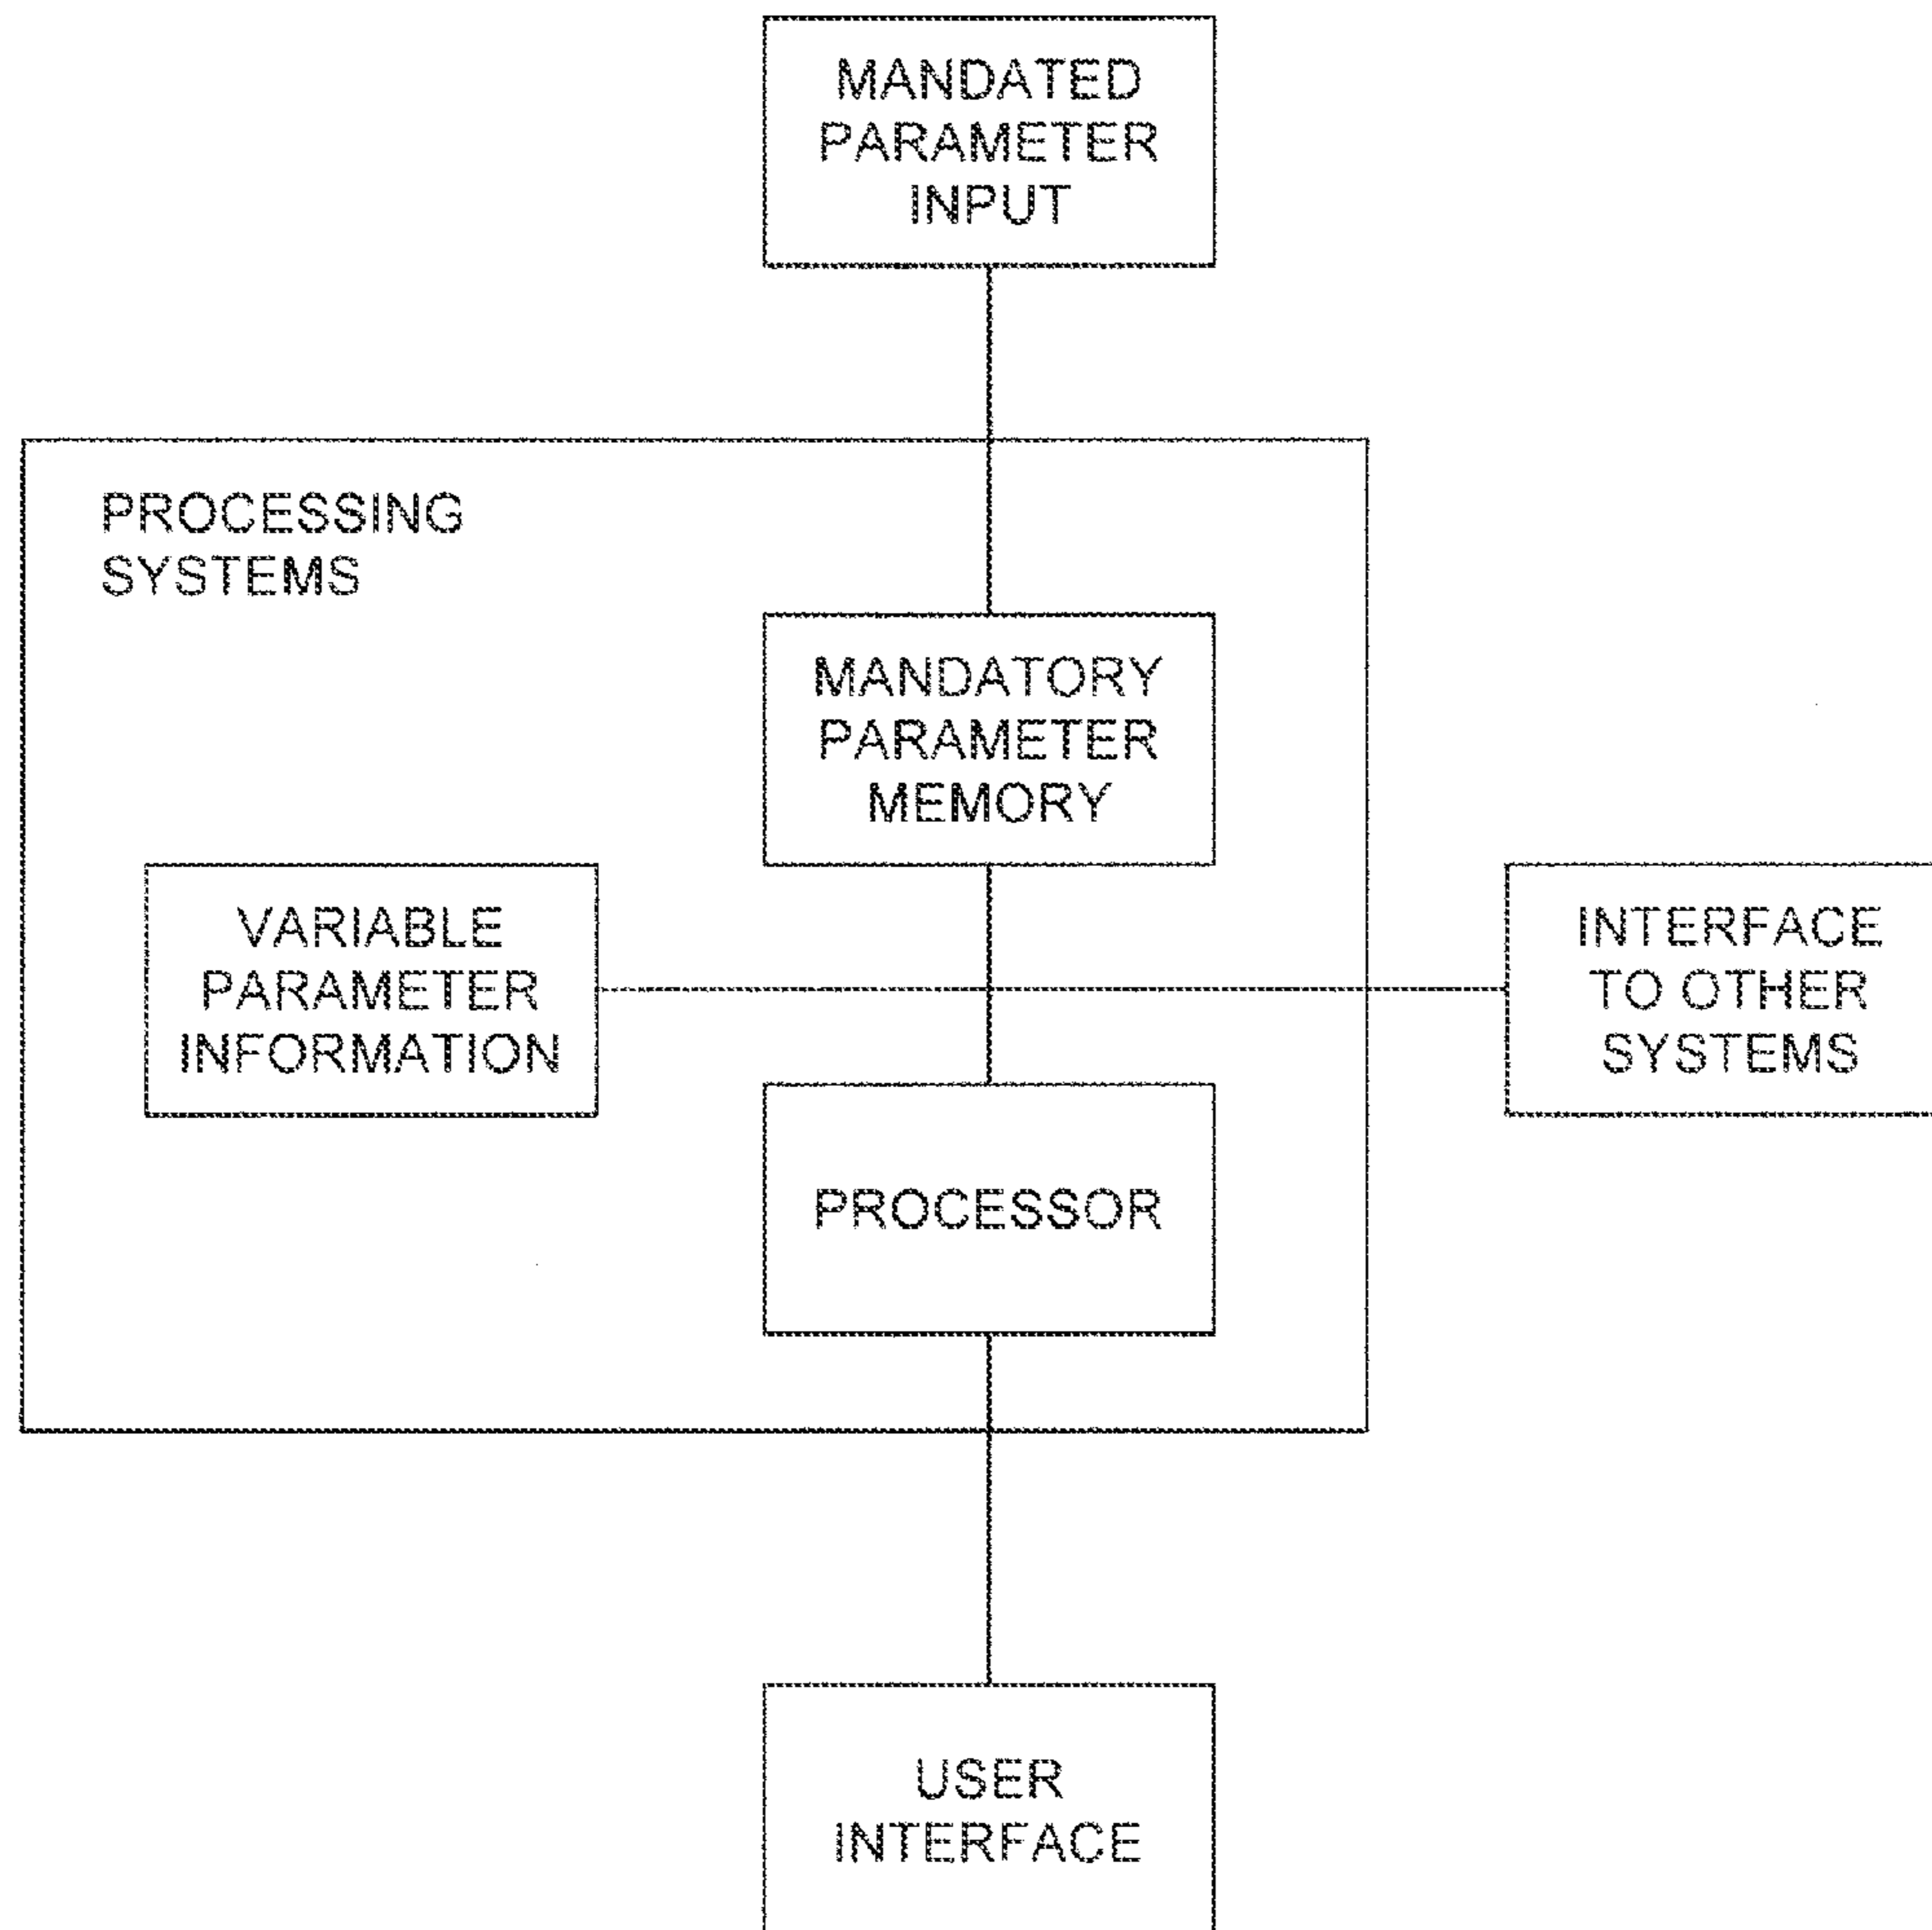 MANDATED
PARAMETER
INPUT
PROCESSING
SYSTEMS
MANDATORY
PARAMETER
MEMORY
VARIABLE
PARAMETER
INFORMATION
INTERFACE
TO OTHER
SYSTEMS
PROCESSOR
USER
INTERFACE